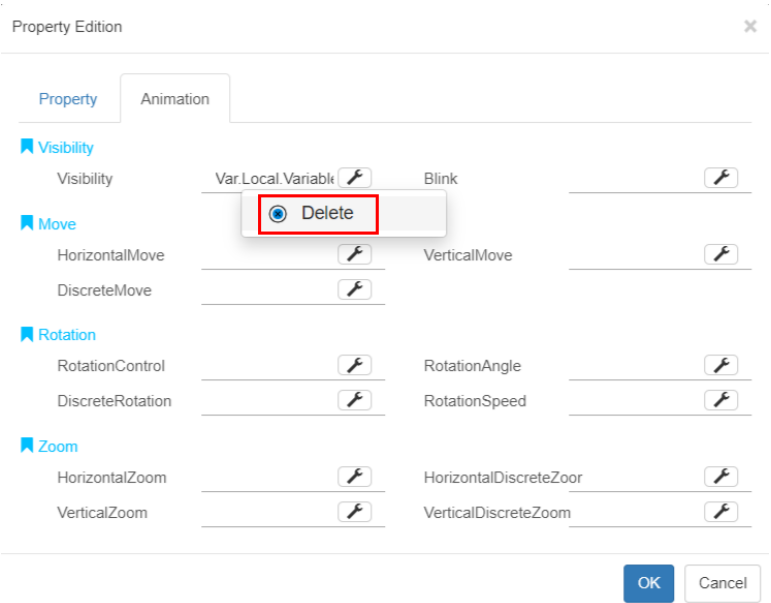 Property Edition
Property Animation
Visibility
Visibility Var.Local.Variable Blink
Delete
Move
HorizontalMove VerticalMove
DiscreteMove
Rotation
RotationControl RotationAngle
DiscreteRotation RotationSpeed
Zoom
HorizontalZoom HorizontalDiscreteZoor
VerticalZoom VerticalDiscreteZoom
OK Cancel